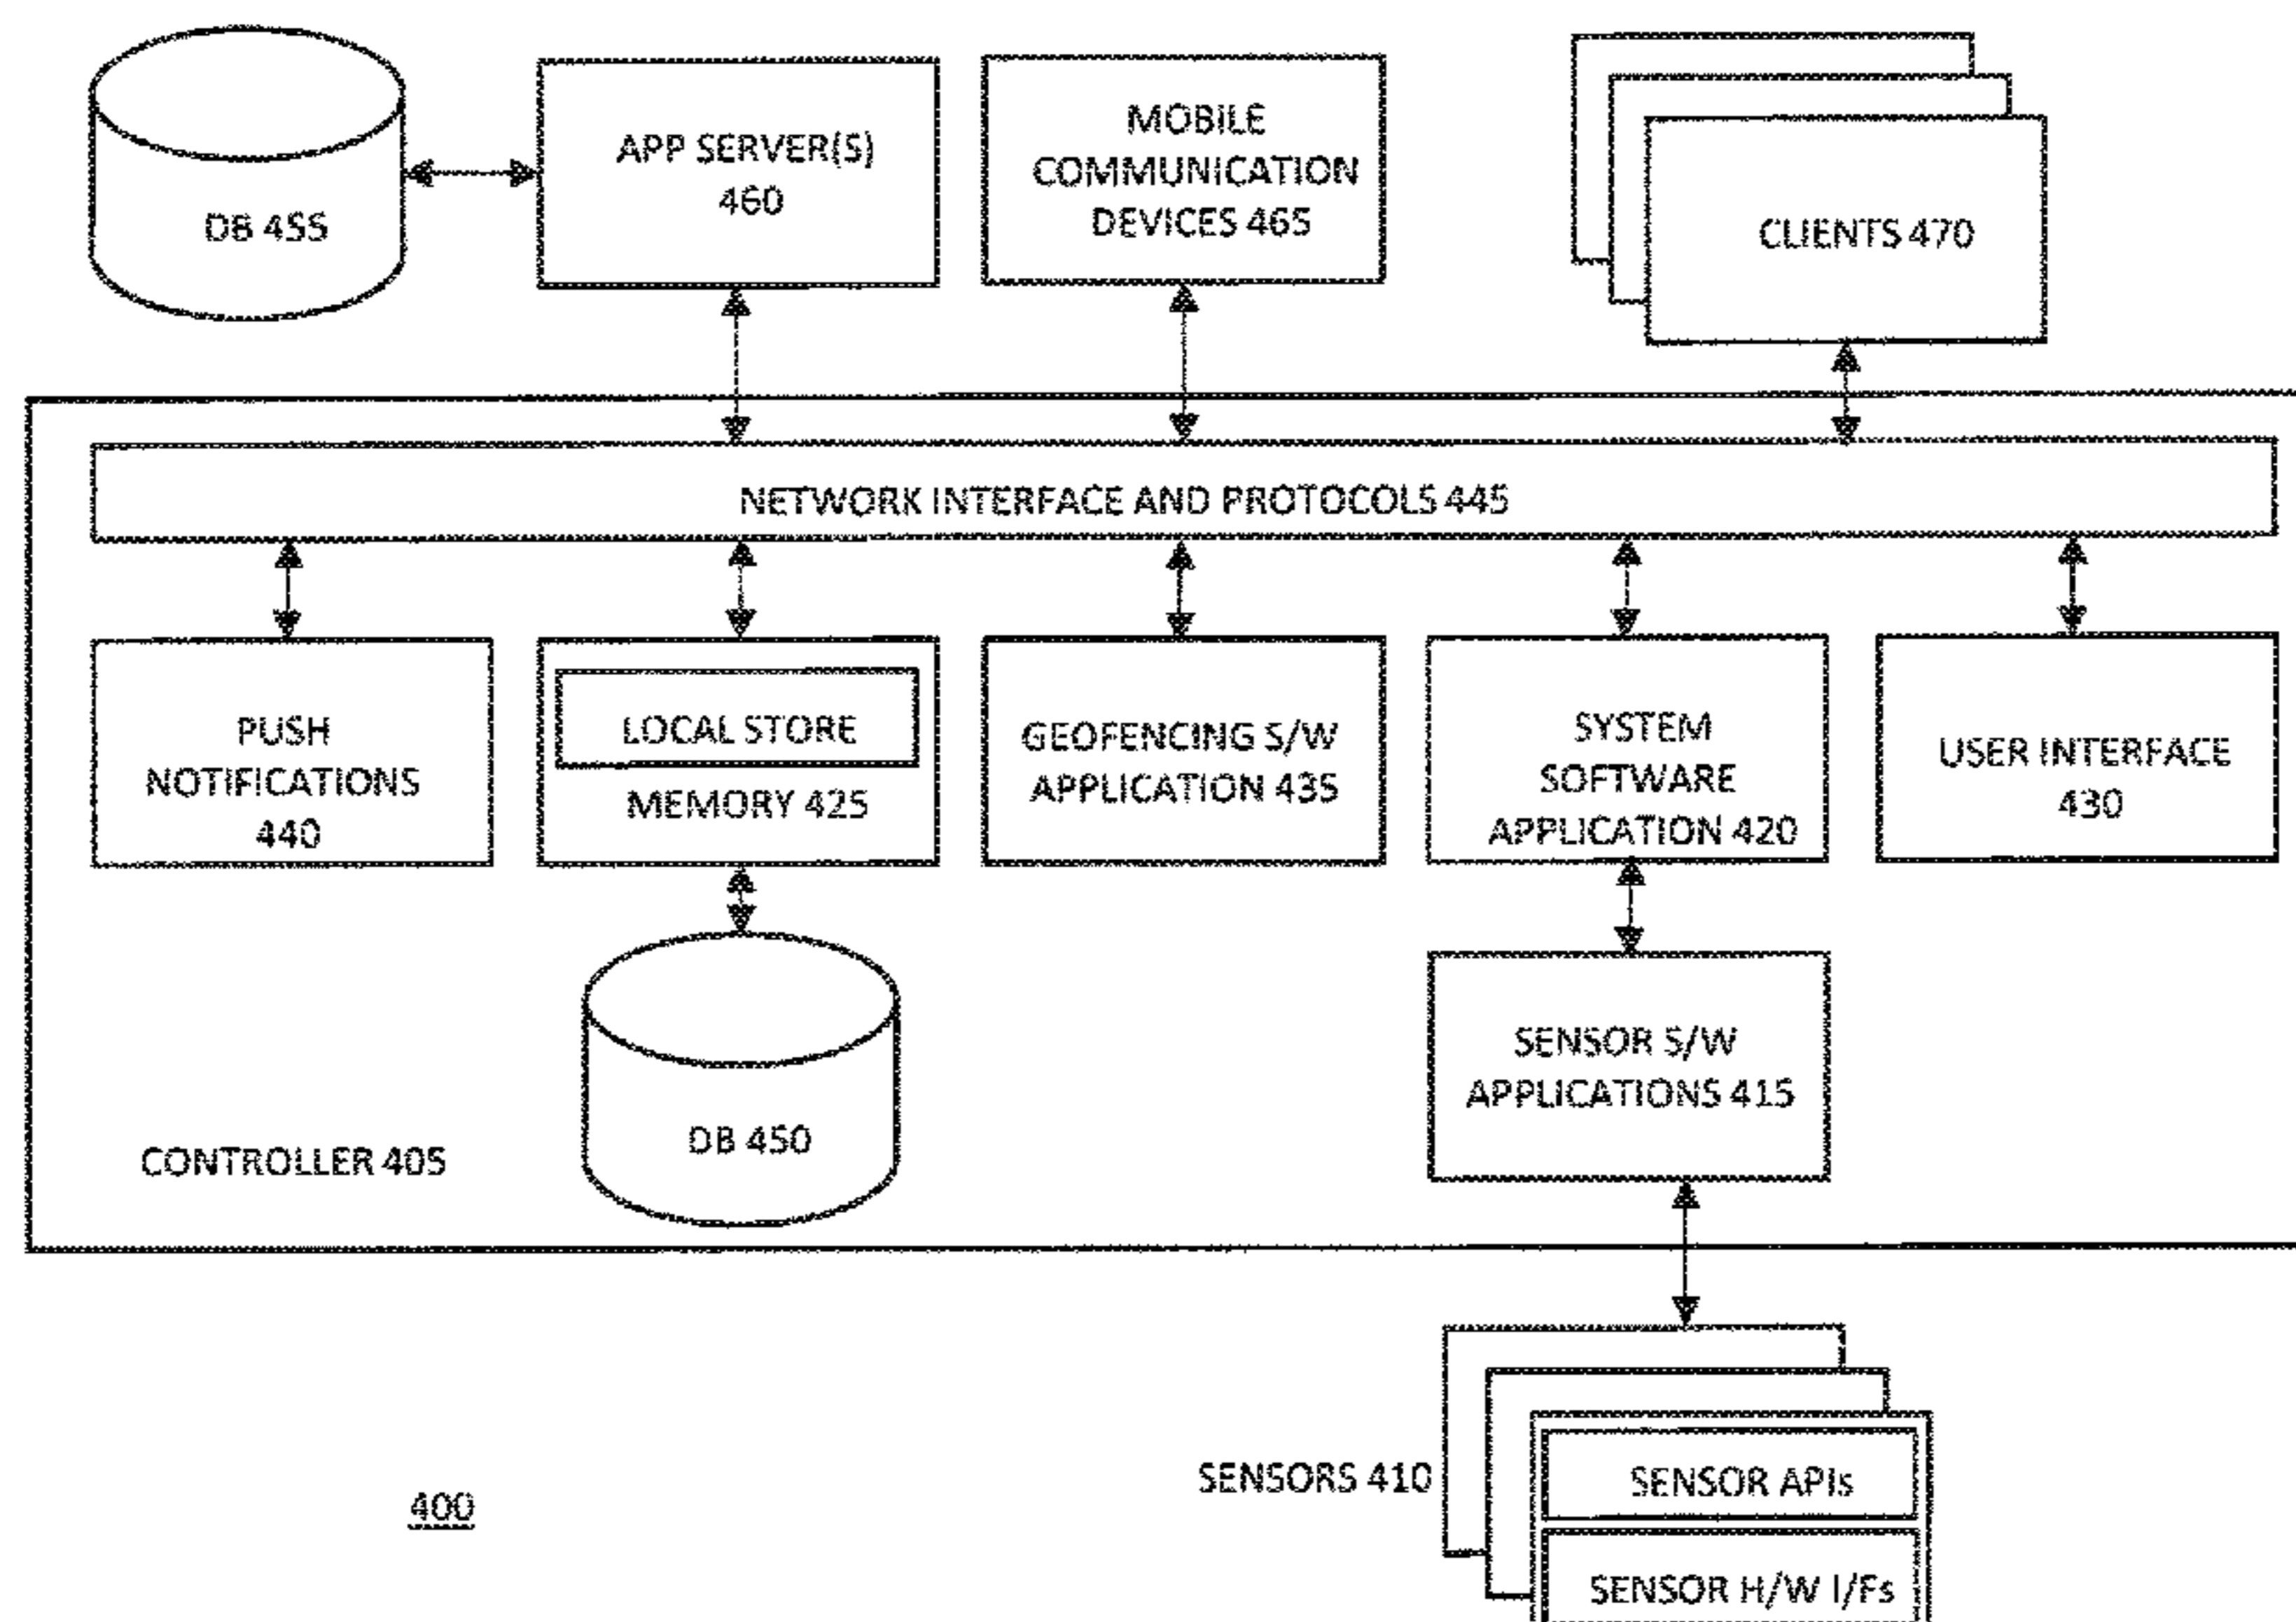 DB 455
APP SERVER(S)
460
MOBILE
COMMUNICATION
DEVICES 465
CLIENTS 470
NETWORK INTERFACE AND PROTOCOLS 445
PUSH
NOTIFICATIONS
440
LOCAL STORE
MEMORY 425
GEOFENCING S/W
APPLICATION 435
SYSTEM
SOFTWARE
APPLICATION 420
USER INTERFACE
430
DB 450
SENSOR S/W
APPLICATIONS 415
CONTROLLER 405
SENSORS 410
SENSOR APIs
SENSOR H/W I/Fs
400